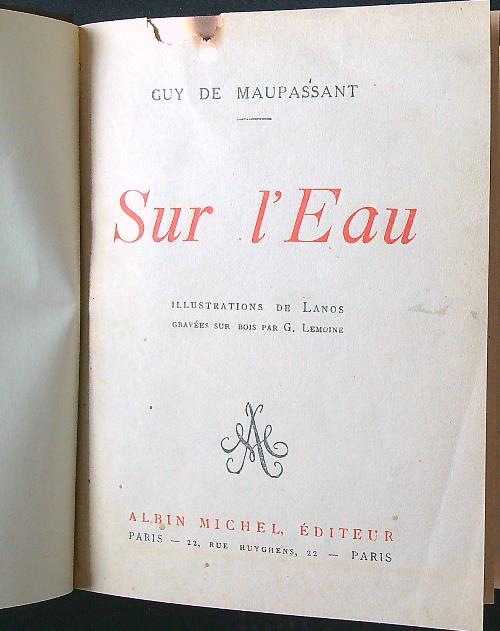 GUY DE MAUPASSANT
Sur l'Eau
ILLUSTRATIONS DE LANOS
GRAVÉES SUR BOIS PAR G. LEMOINE
AM
ALBIN MICHEL, ÉDITEUR
PARIS — 22, RUE HUYGHENS, 22 — PARIS